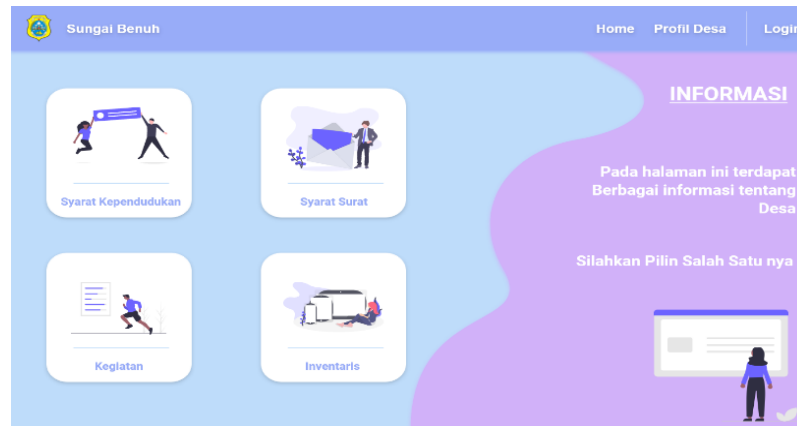 Sungai Benuh
Home Profil Desa Login
INFORMASI
Pada halaman ini terdapat
Berbagai informasi tentang
Desa
Silahkan Pilin Salah Satu nya
Syarat Kependudukan
Syarat Surat
Kegiatan
Inventaris